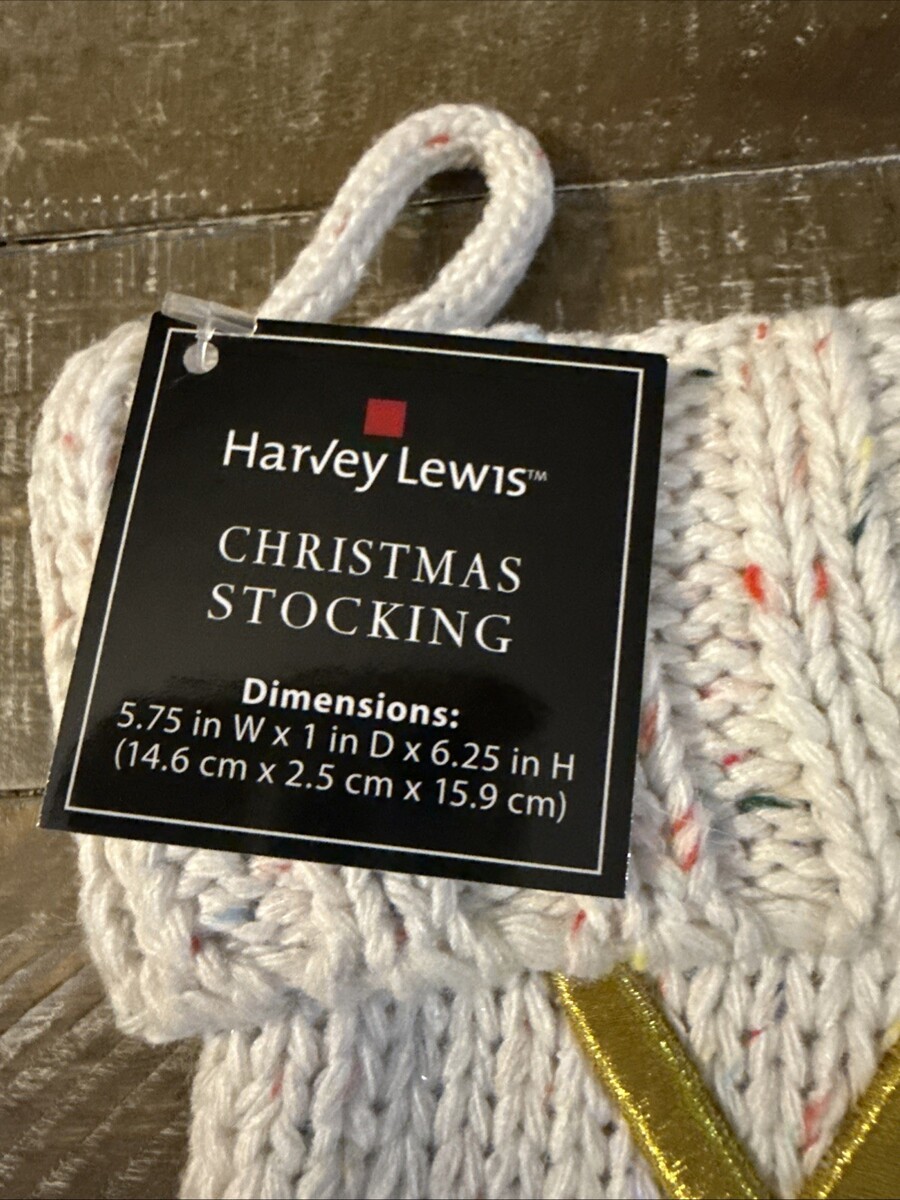 Harvey Lewis™
CHRISTMAS
STOCKING
Dimensions:
5.75 in W x 1 in D x 6.25 in H
(14.6 cm x 2.5 cm x 15.9 cm)